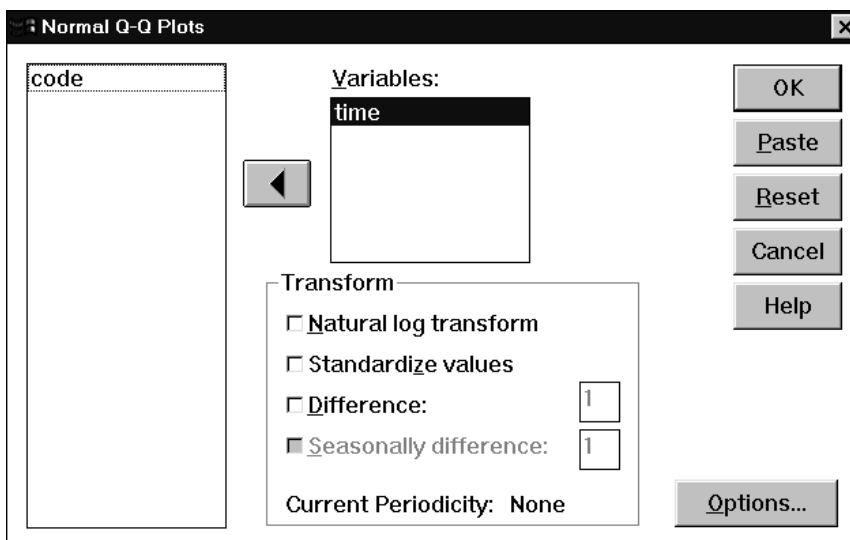 Normal Q-Q Plots
code
Variables:
time
OK
Paste
Reset
Cancel
Help
Transform
Natural log transform
Standardize values
Difference: 1
Seasonally difference: 1
Current Periodicity: None
Options...